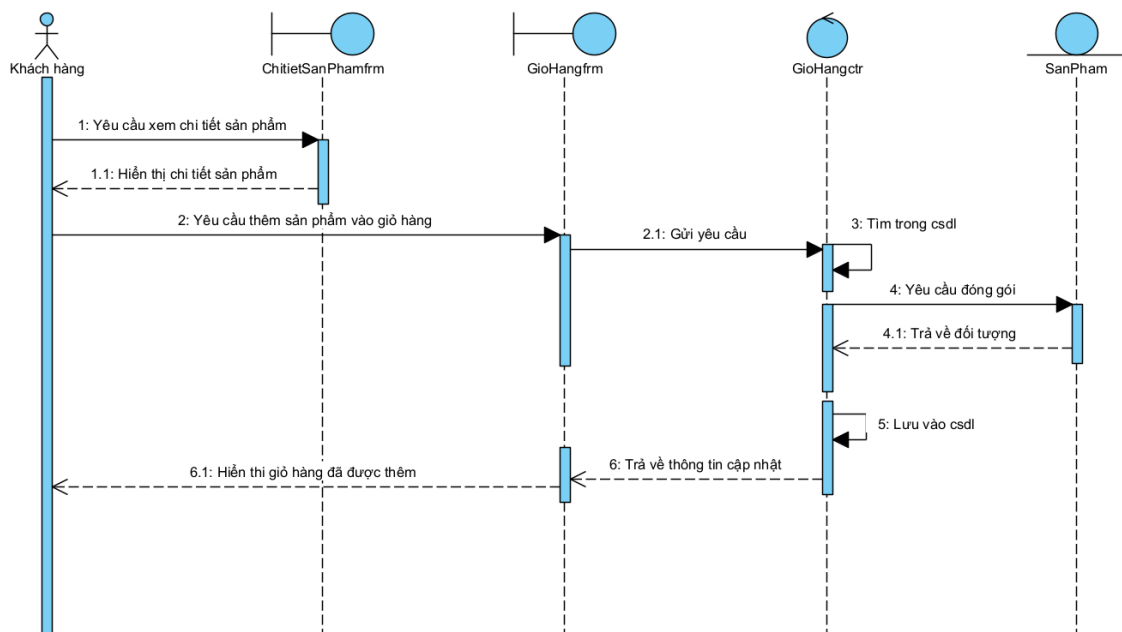 Khách hàng
ChitietSanPhamfrm
GioHangfrm
GioHangctr
SanPham
1: Yêu cầu xem chi tiết sản phẩm
1.1: Hiển thị chi tiết sản phẩm
2: Yêu cầu thêm sản phẩm vào giỏ hàng
2.1: Gửi yêu cầu
3: Tìm trong csdl
4: Yêu cầu đóng gói
4.1: Trả về đối tượng
5: Lưu vào csdl
6: Trả về thông tin cập nhật
6.1: Hiển thi giỏ hàng đã được thêm